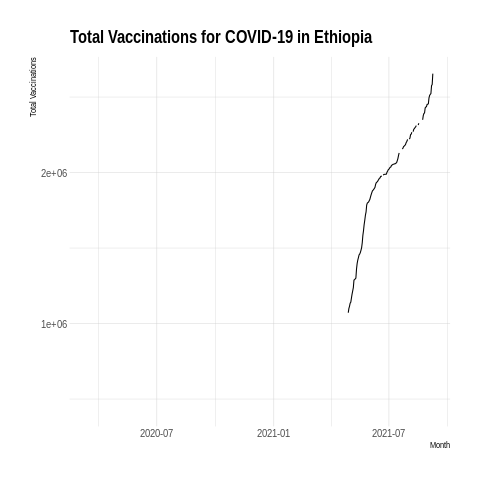 Total Vaccinations for COVID-19 in Ethiopia
Total Vaccinations
2e+06
1e+06
2020-07
2021-01
2021-07
Month